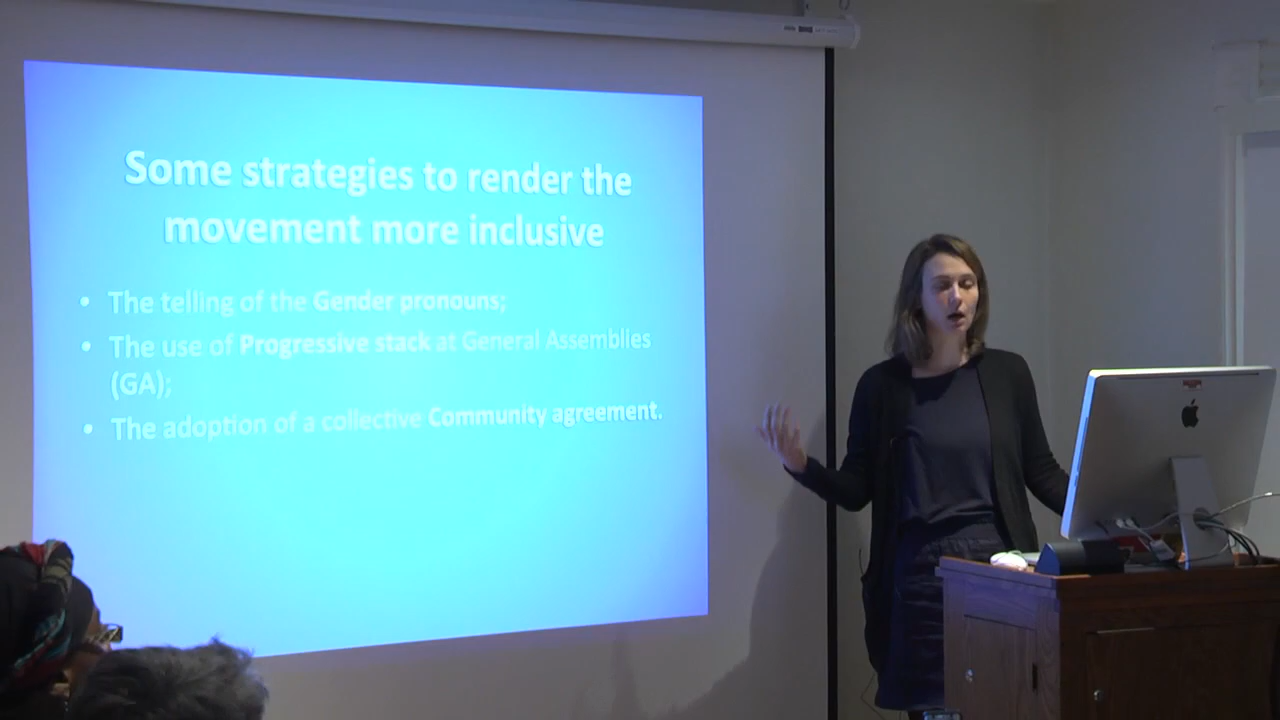 Some strategies to render the
movement more inclusive
• The telling of the Gender pronouns;
• The use of Progressive stack at General Assemblies
(GA);
• The adoption of a collective Community agreement.